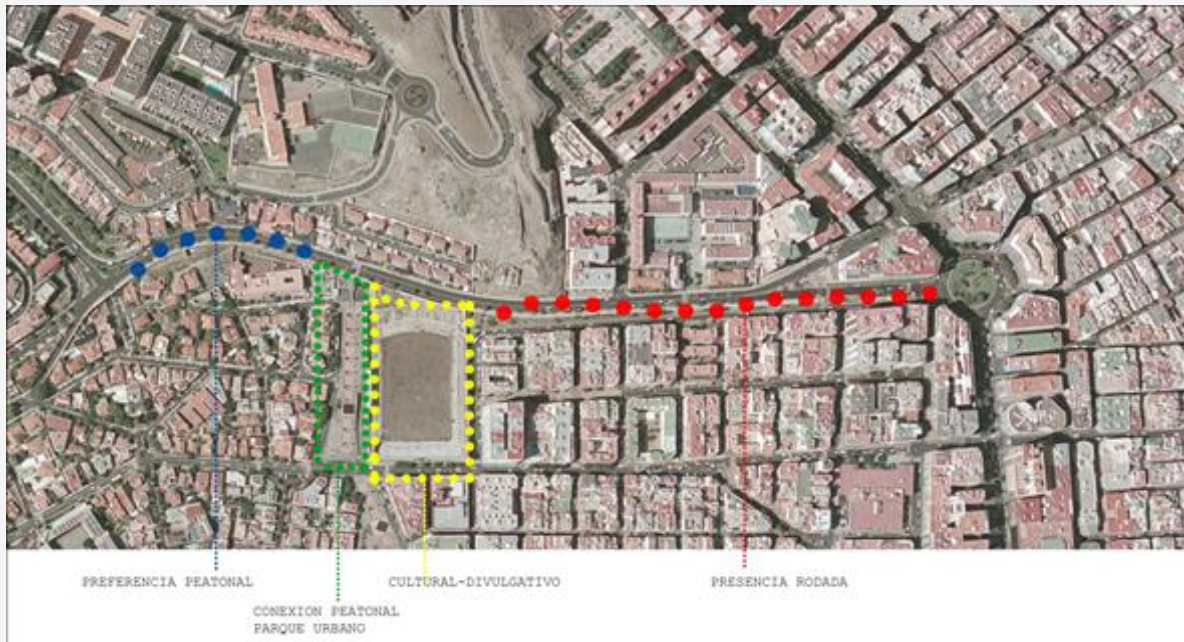 PREFERENCIA PEATONAL
CULTURAL-DIVULGATIVO
PRESENCIA RODADA
CONEXION PEATONAL
PARQUE URBANO